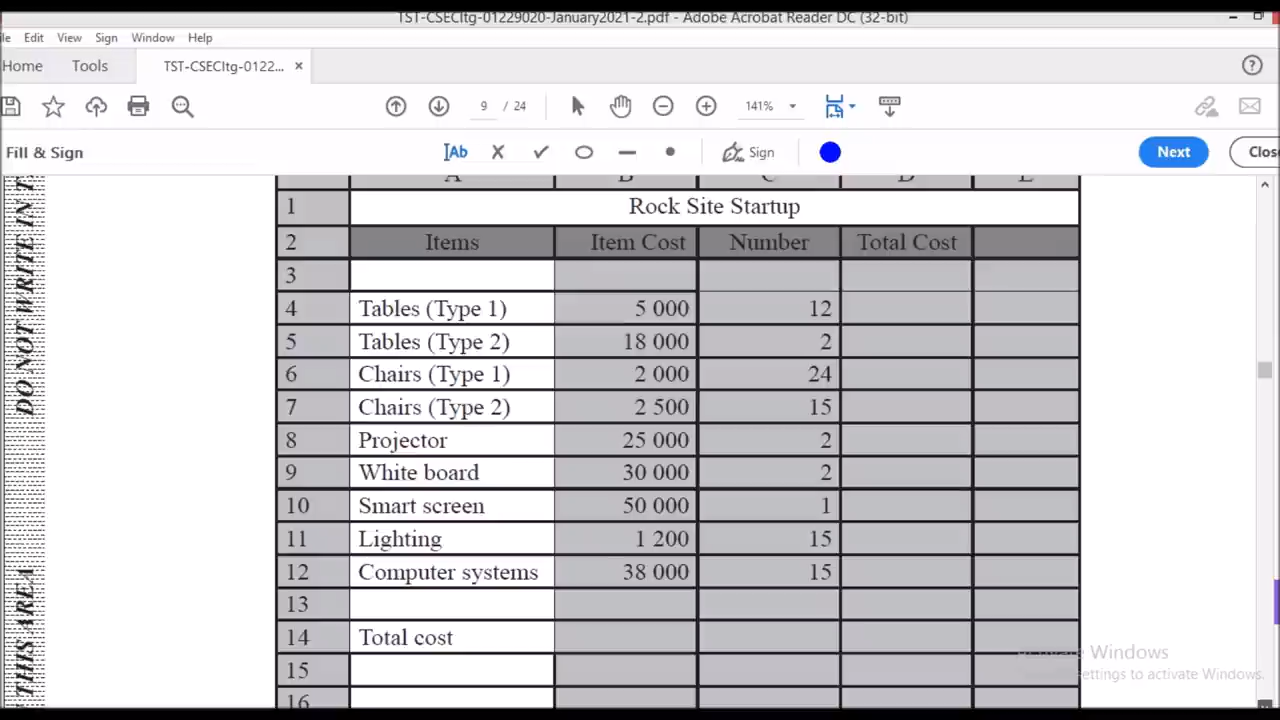 TST-CSECItg-01229020-January2021-2.pdf - Adobe Acrobat Reader DC (32-bit)
Edit View Sign Window Help
Home Tools TST-CSECItg-0122... ×
9 / 24 141%
Fill & Sign Ab Sign Next Clos
A B C D E
1 Rock Site Startup
2 Items Item Cost Number Total Cost
3
4 Tables (Type 1) 5 000 12
5 Tables (Type 2) 18 000 2
6 Chairs (Type 1) 2 000 24
7 Chairs (Type 2) 2 500 15
8 Projector 25 000 2
9 White board 30 000 2
10 Smart screen 50 000 1
11 Lighting 1 200 15
12 Computer systems 38 000 15
13
14 Total cost
15
16
DO NOT WRITE IN
THIS AREA
Activate Windows
settings to activate Windows.